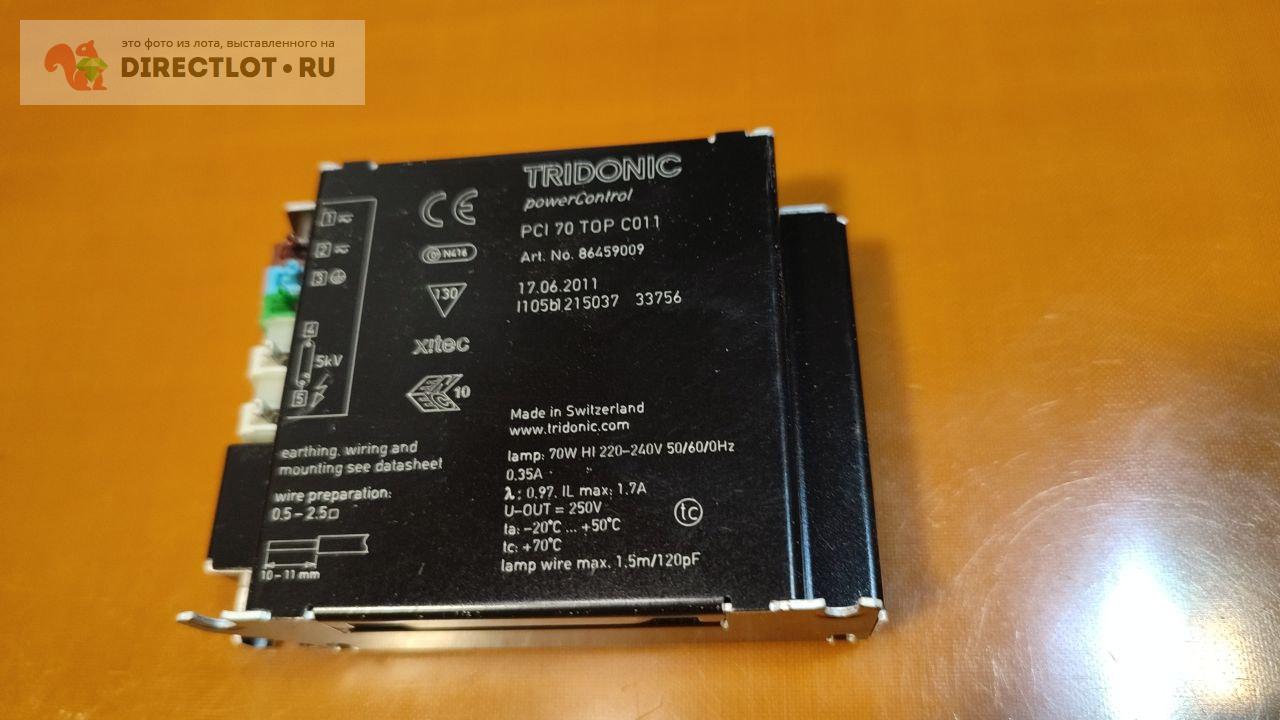 это фото из лота, выставленного на
DIRECTLOT•RU
TRIDONIC
powerControl
PCI 70 TOP C011
Art. No. 86459009
17.06.2011
33756
CE
N416
130
x!tec
10
1
2
3
4
5kV
5
earthing, wiring and
mounting see datasheet
wire preparation:
0.5 – 2.5□
10 – 11 mm
Made in Switzerland
www.tridonic.com
lamp: 70W HI 220–240V 50/60/0Hz
0.35A
λ: 0.97, IL max: 1.7A
U-OUT = 250V
ta: –20°C ... +50°C
tc: +70°C
lamp wire max. 1.5m/120pF
tc